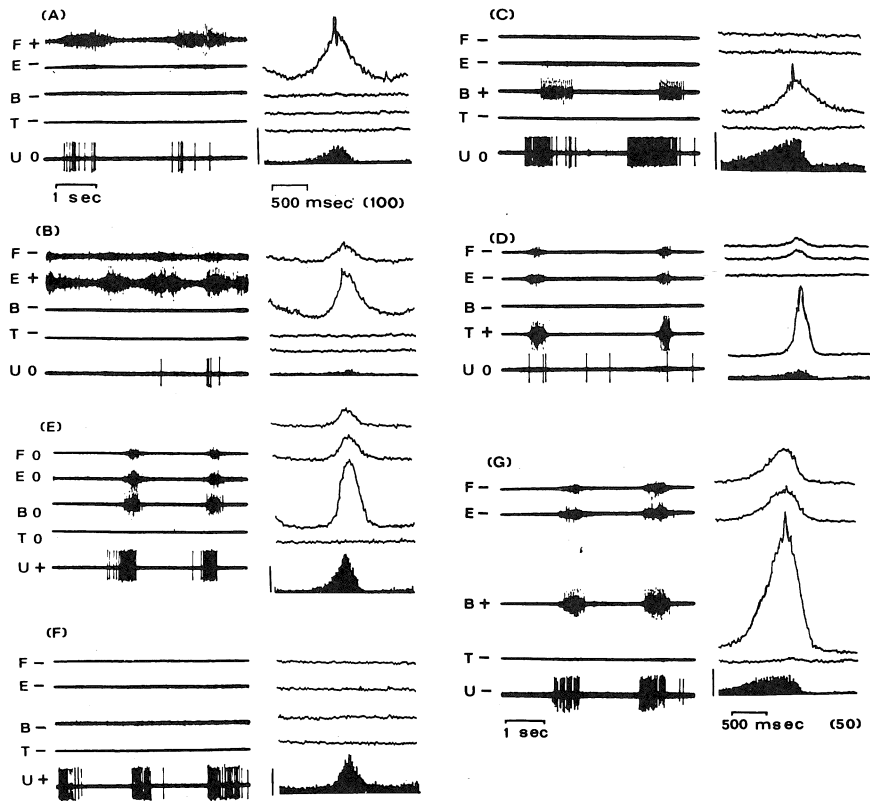 (A)
F +
E −
B −
T −
U 0
1 sec
500 msec (100)
(B)
F −
E +
B −
T −
U 0
(E)
F 0
E 0
B 0
T 0
U +
(F)
F −
E −
B −
T −
U +
(C)
F −
E −
B +
T −
U 0
(D)
F −
E −
B −
T +
U 0
(G)
F −
E −
B +
T −
U −
1 sec
500 msec (50)